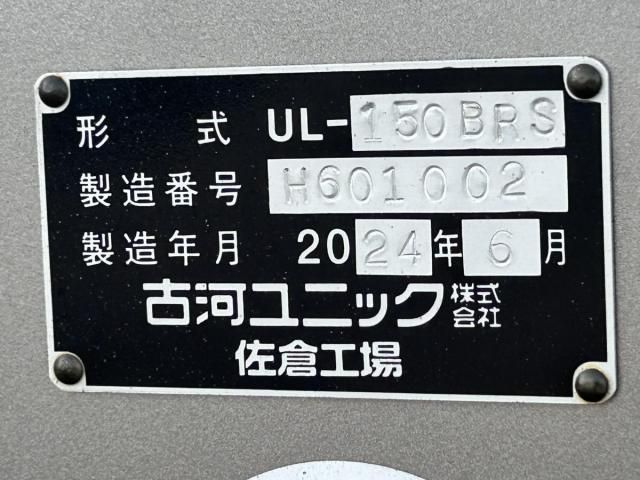 形式 UL-150BRS
製造番号 H601002
製造年月 2024年6月
古河ユニック株式会社
佐倉工場